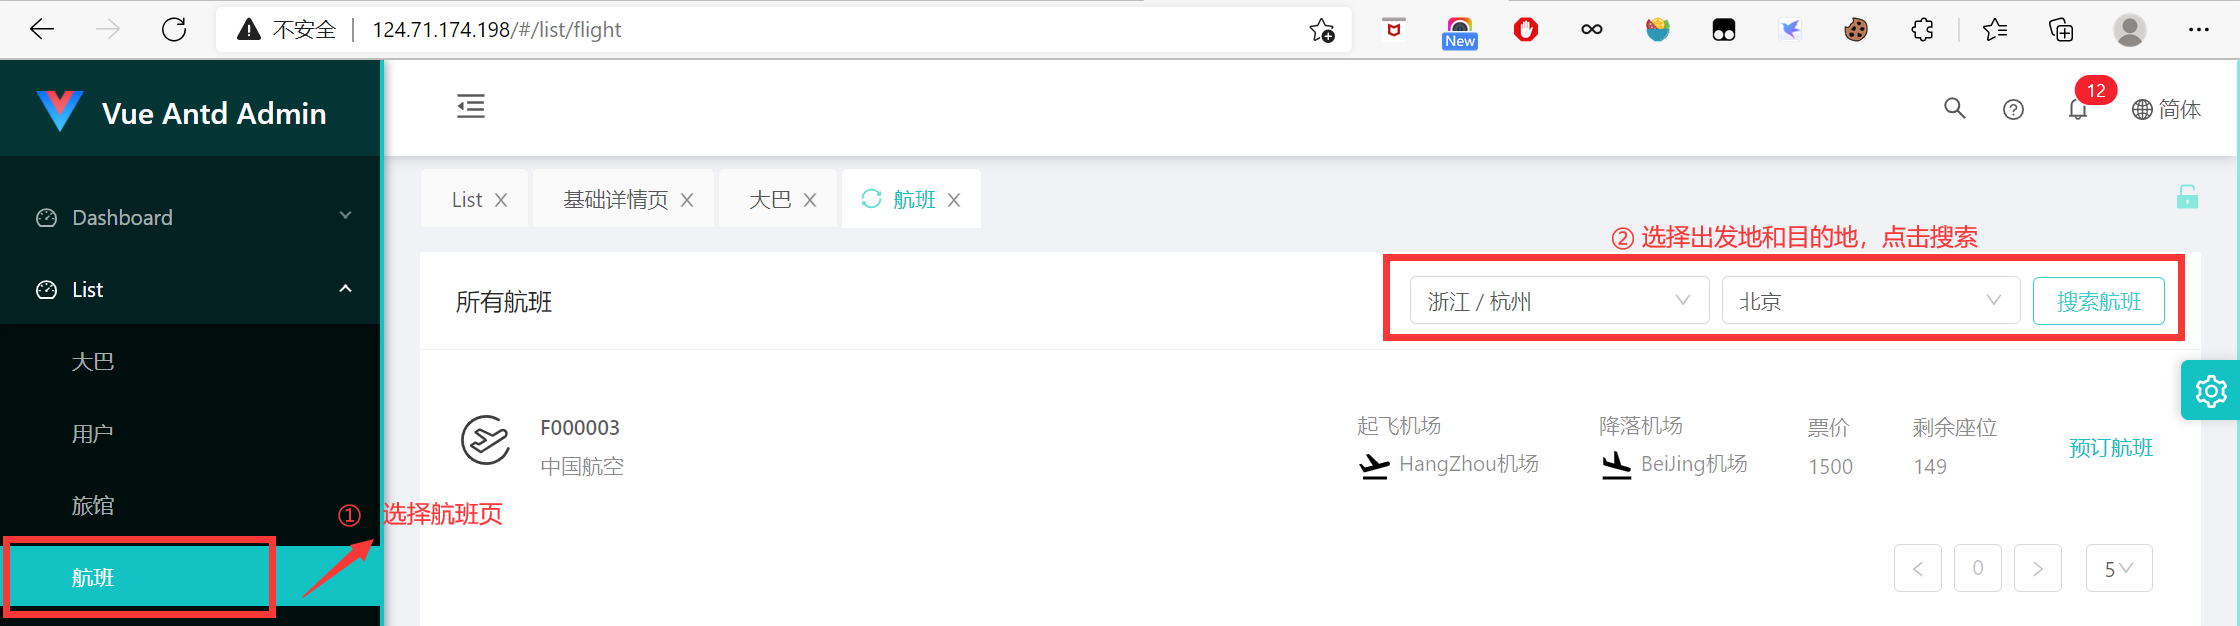 不安全 | 124.71.174.198/#/list/flight
New
Vue Antd Admin
12
简体
Dashboard
List
大巴
用户
旅馆
航班
① 选择航班页
List
基础详情页
大巴
航班
② 选择出发地和目的地，点击搜索
所有航班
浙江 / 杭州
北京
搜索航班
F000003
中国航空
起飞机场
HangZhou机场
降落机场
BeiJing机场
票价
1500
剩余座位
149
预订航班
< 0 > 5